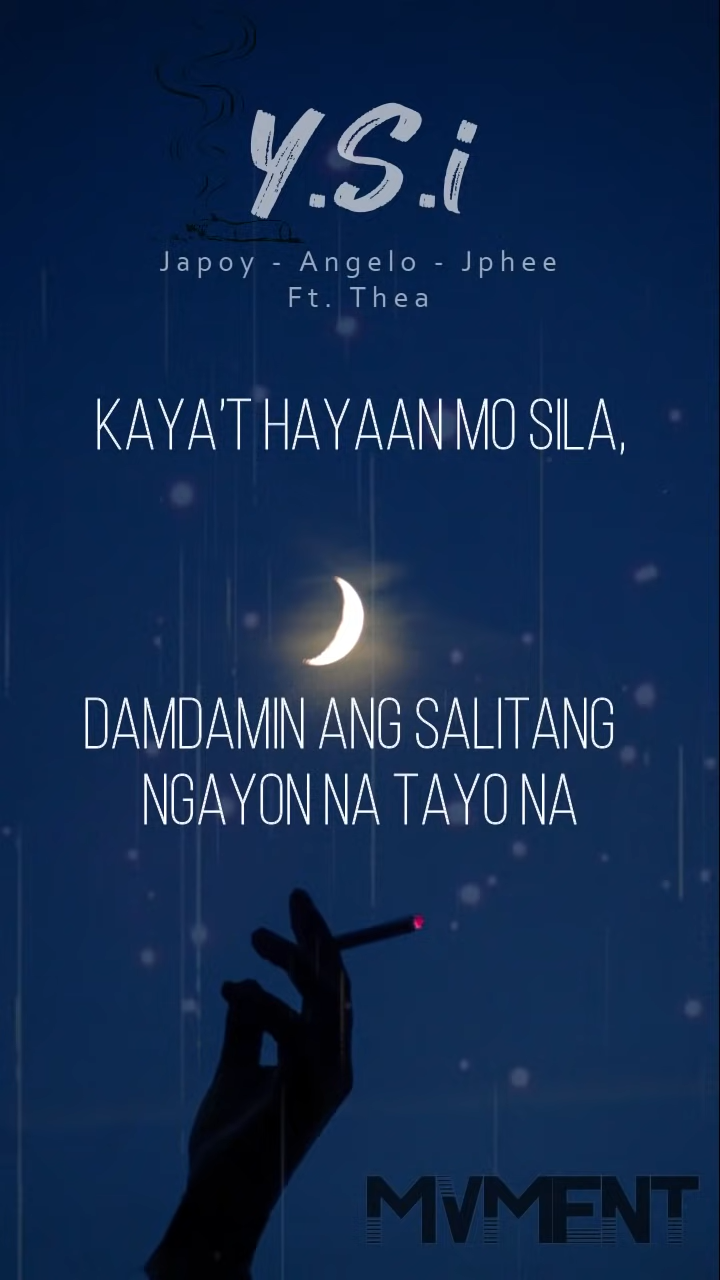 Y.S.i
Japoy - Angelo - Jphee
Ft. Thea
KAYA'T HAYAAN MO SILA,
DAMDAMIN ANG SALITANG
NGAYON NA TAYO NA
MVMENT